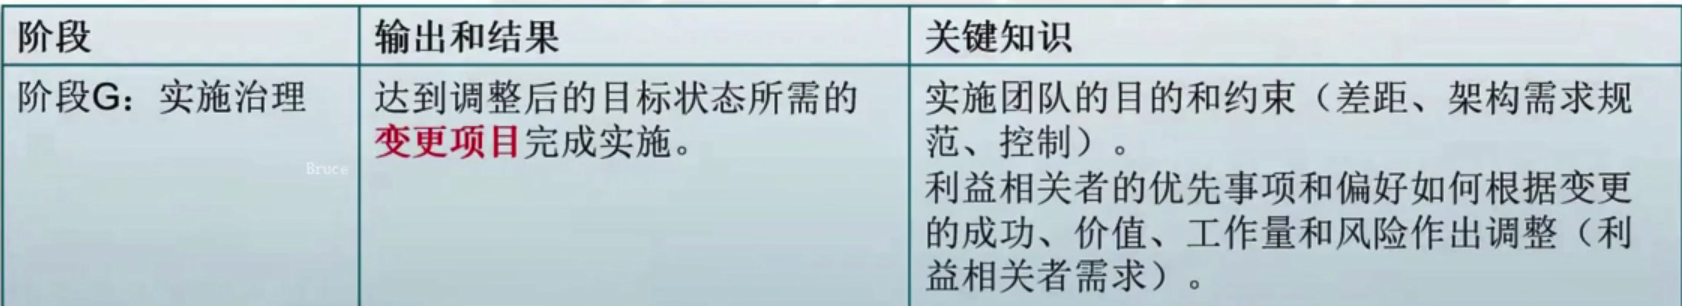 阶段
输出和结果
关键知识
阶段G：实施治理
达到调整后的目标状态所需的
变更项目完成实施。
实施团队的目的和约束（差距、架构需求规
范、控制）。
利益相关者的优先事项和偏好如何根据变更
的成功、价值、工作量和风险作出调整（利
益相关者需求）。
Bruce